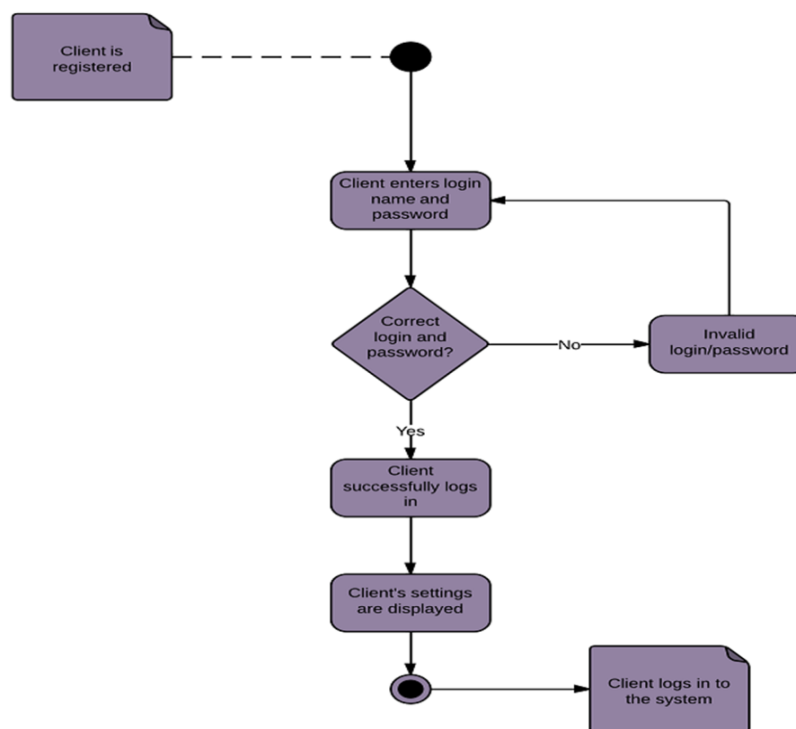 Client is
registered
Client enters login
name and
password
Correct
login and
password?
No
Invalid
login/password
Yes
Client
successfully logs
in
Client's settings
are displayed
Client logs in to
the system